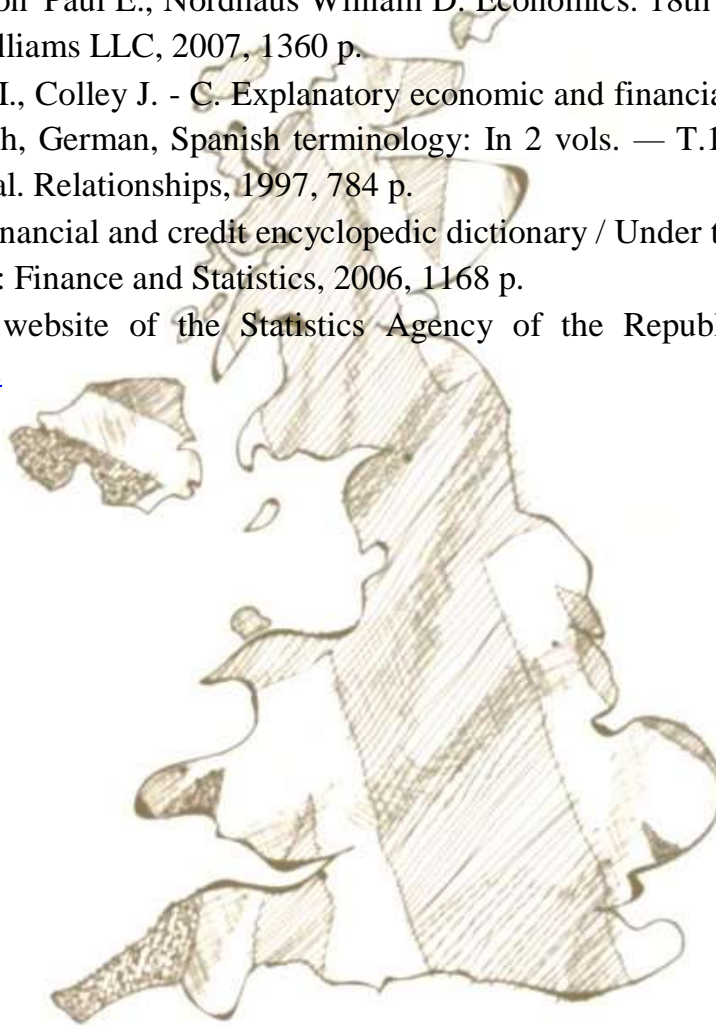 on Paul E., Nordhaus William D. Economics. 18th
lliams LLC, 2007, 1360 p.
I., Colley J. - C. Explanatory economic and financia
h, German, Spanish terminology: In 2 vols. — T.1
al. Relationships, 1997, 784 p.
nancial and credit encyclopedic dictionary / Under t
: Finance and Statistics, 2006, 1168 p.
website of the Statistics Agency of the Republ